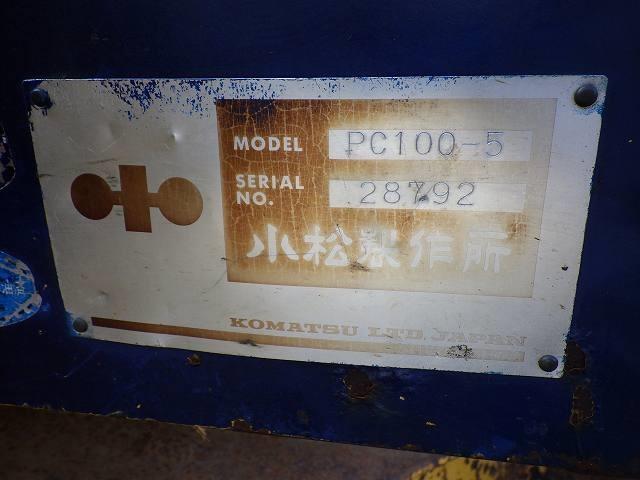 MODEL PC100-5
SERIAL NO. 28792
小松製作所
KOMATSU LTD. JAPAN